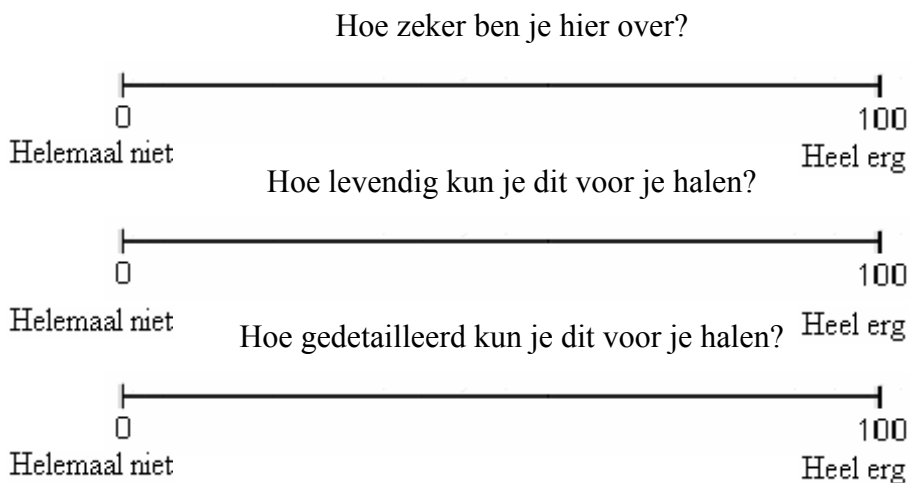 Hoe zeker ben je hier over?
0 100
Helemaal niet Heel erg
Hoe levendig kun je dit voor je halen?
0 100
Helemaal niet Heel erg
Hoe gedetailleerd kun je dit voor je halen?
0 100
Helemaal niet Heel erg